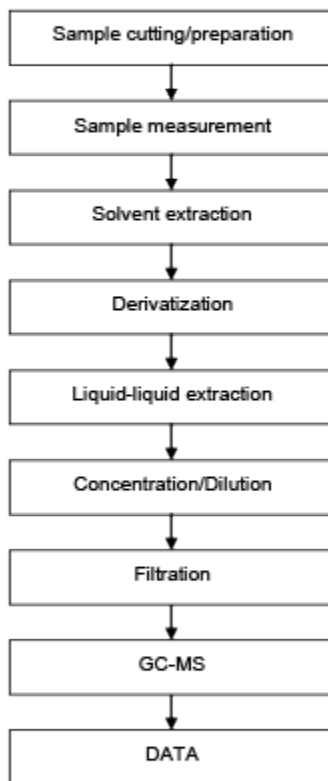 Sample cutting/preparation
Sample measurement
Solvent extraction
Derivatization
Liquid-liquid extraction
Concentration/Dilution
Filtration
GC-MS
DATA